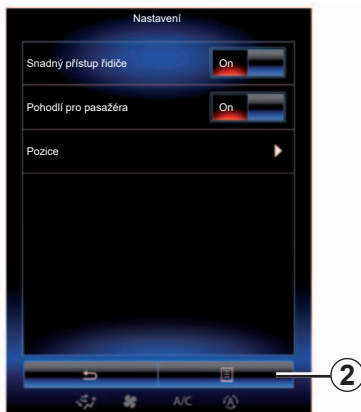 Nastavení
Snadný přístup řidiče On
Pohodlí pro pasažéra On
Pozice
2
A/C